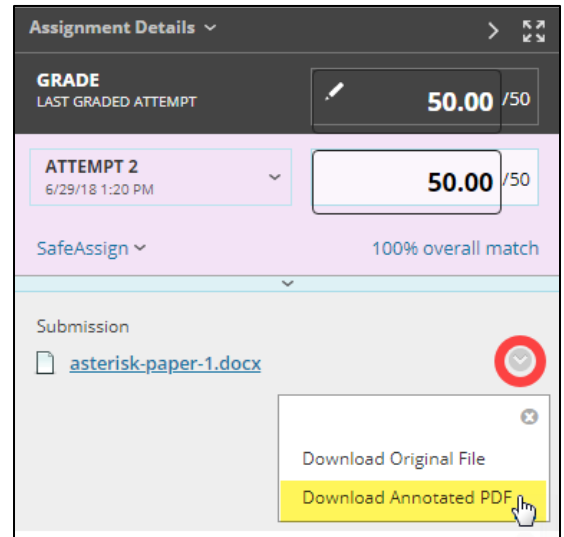 Assignment Details
GRADE
LAST GRADED ATTEMPT
50.00 /50
ATTEMPT 2
6/29/18 1:20 PM
50.00 /50
SafeAssign 100% overall match
Submission
asterisk-paper-1.docx
Download Original File
Download Annotated PDF